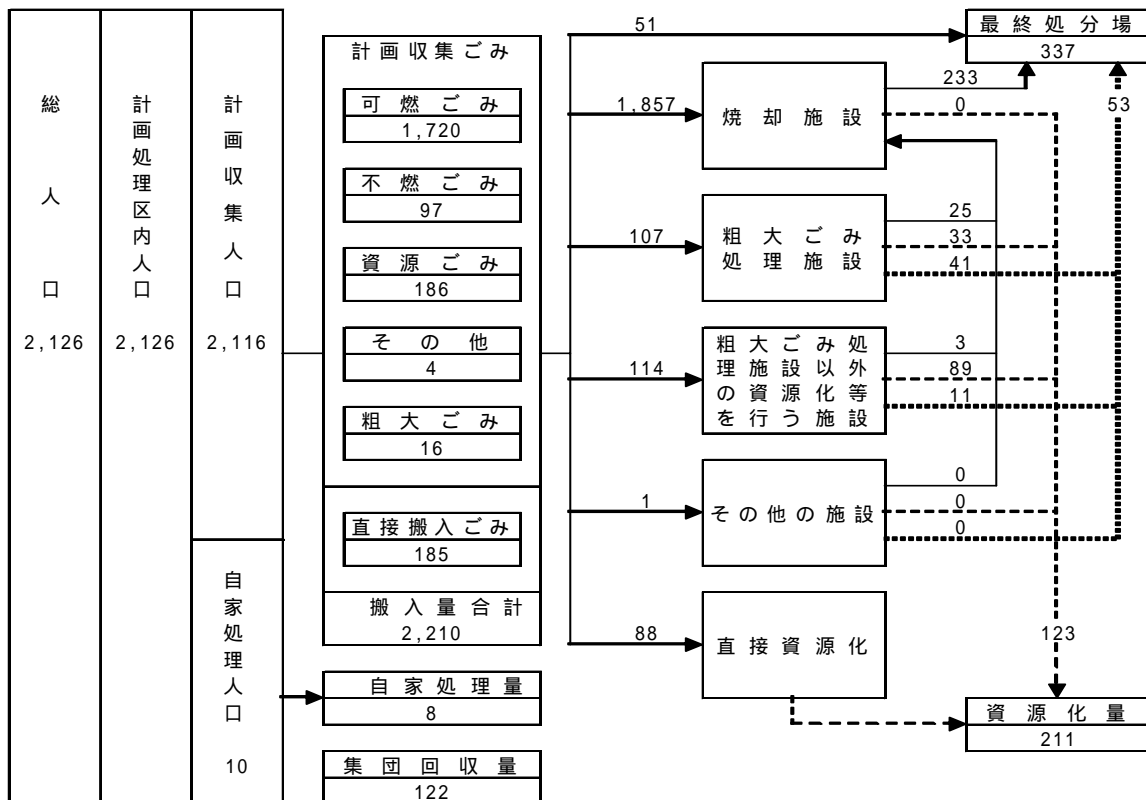 総人口
2,126
計画処理区内人口
2,126
計画収集人口
2,116
自家処理人口
10
計画収集ごみ
可燃ごみ
1,720
不燃ごみ
97
資源ごみ
186
その他
4
粗大ごみ
16
直接搬入ごみ
185
搬入量合計
2,210
自家処理量
8
集団回収量
122
51
1,857
107
114
1
88
焼却施設
233
0
粗大ごみ
処理施設
25
33
41
粗大ごみ処
理施設以外
の資源化等
を行う施設
3
89
11
その他の施設
0
0
0
直接資源化
最終処分場
337
53
123
資源化量
211